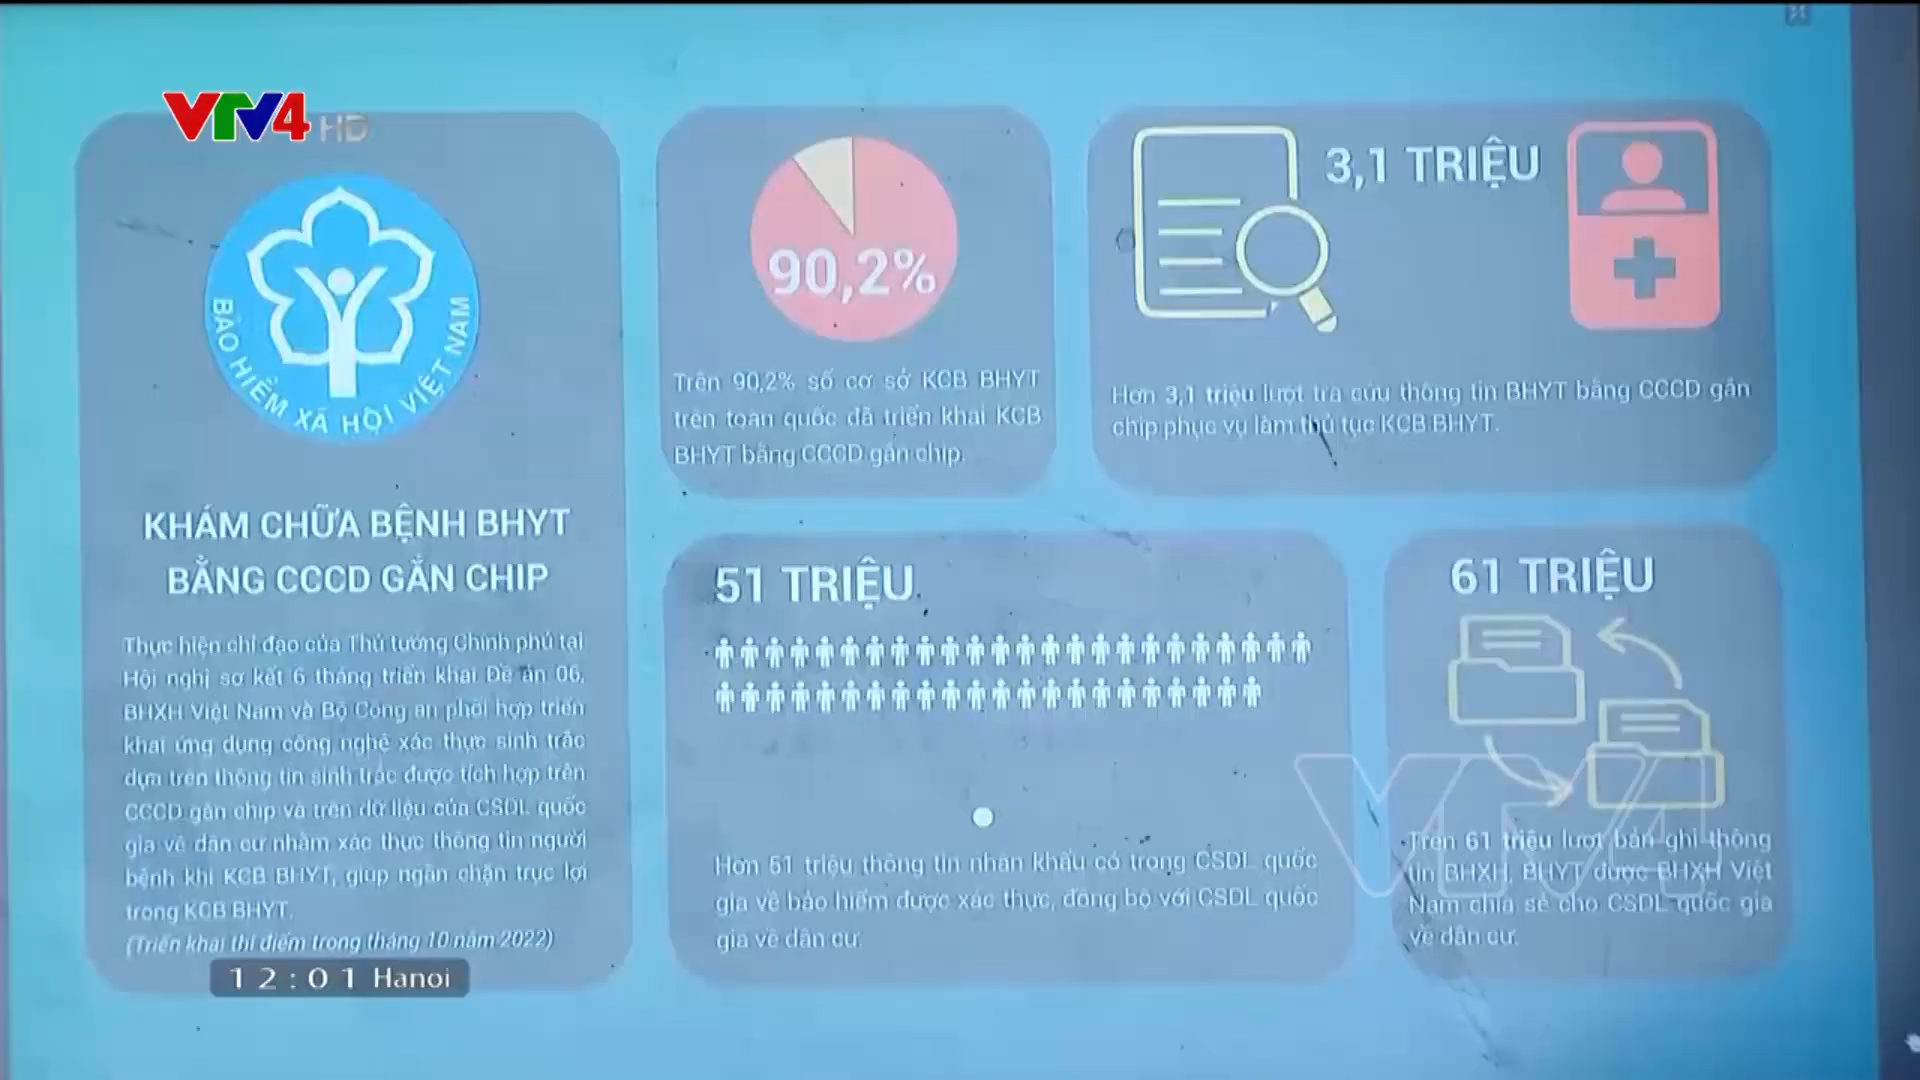 VTV4 HD
BẢO HIỂM XÃ HỘI VIỆT NAM
KHÁM CHỮA BỆNH BHYT
BẰNG CCCD GẮN CHIP
Thực hiện chỉ đạo của Thủ tướng Chính phủ tại
Hội nghị sơ kết 6 tháng triển khai Đề án 06,
BHXH Việt Nam và Bộ Công an phối hợp triển
khai ứng dụng công nghệ xác thực sinh trắc
dựa trên thông tin sinh trắc được tích hợp trên
CCCD gắn chip và trên dữ liệu của CSDL quốc
gia về dân cư nhằm xác thực thông tin người
bệnh khi KCB BHYT, giúp ngăn chặn trục lợi
trong KCB BHYT.
(Triển khai thí điểm trong tháng 10 năm 2022)
90,2%
Trên 90,2% số cơ sở KCB BHYT
trên toàn quốc đã triển khai KCB
BHYT bằng CCCD gắn chip.
3,1 TRIỆU
Hơn 3,1 triệu lượt tra cứu thông tin BHYT bằng CCCD gắn
chip phục vụ làm thủ tục KCB BHYT.
51 TRIỆU
Hơn 51 triệu thông tin nhân khẩu có trong CSDL quốc
gia về bảo hiểm được xác thực, đồng bộ với CSDL quốc
gia về dân cư.
61 TRIỆU
Trên 61 triệu lượt bản ghi thông
tin BHXH, BHYT được BHXH Việt
Nam chia sẻ cho CSDL quốc gia
về dân cư.
VTV
12:01 Hanoi